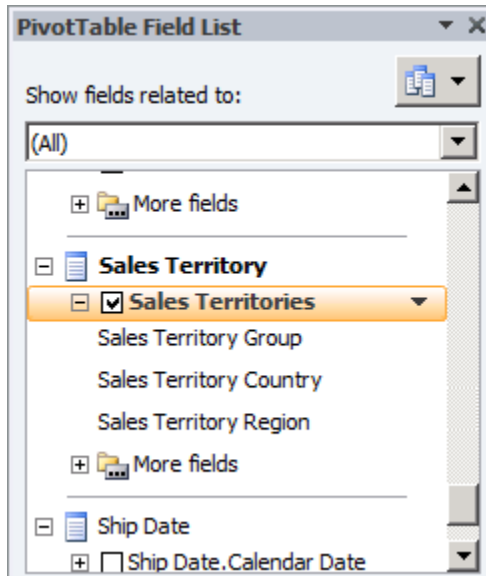 PivotTable Field List
Show fields related to:
(All)
More fields
Sales Territory
Sales Territories
Sales Territory Group
Sales Territory Country
Sales Territory Region
More fields
Ship Date
Ship Date.Calendar Date